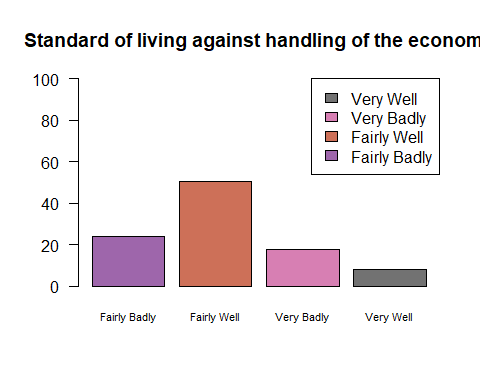 Standard of living against handling of the econom
100
80
60
40
20
0
Very Well
Very Badly
Fairly Well
Fairly Badly
Fairly Badly Fairly Well Very Badly Very Well